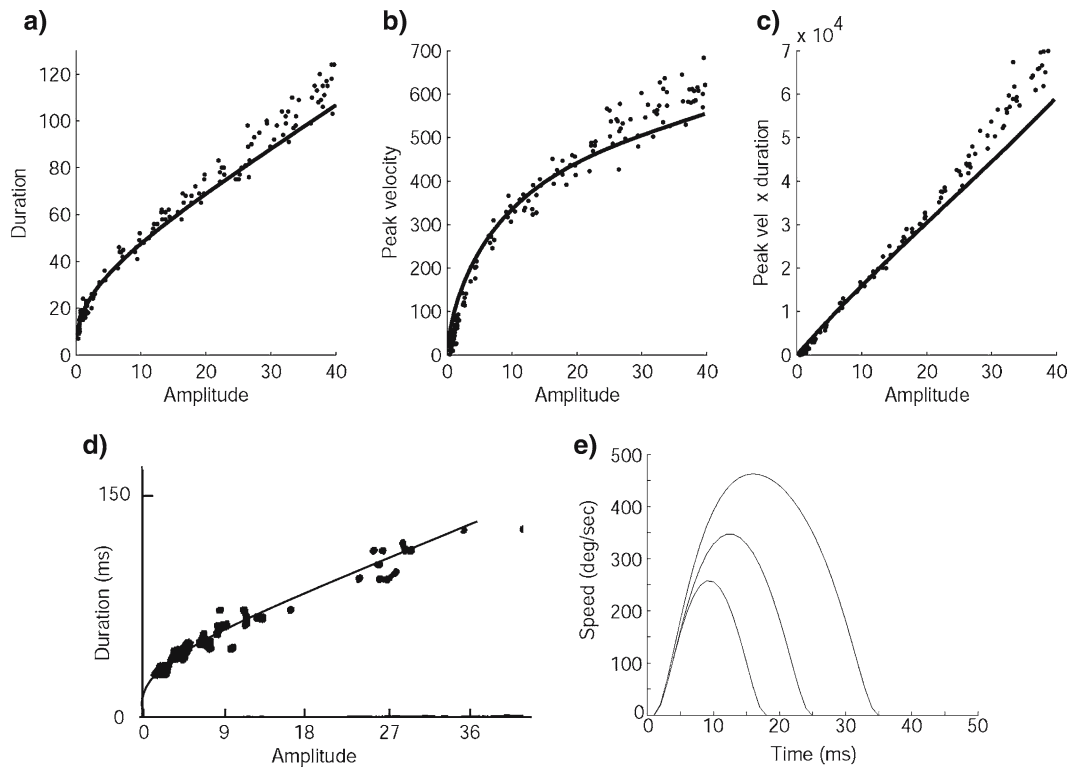 a)
120
100
80
60
40
20
0
Duration
0 10 20 30 40
Amplitude
b)
700
600
500
400
300
200
100
0
Peak velocity
0 10 20 30 40
Amplitude
c)
x 10^4
7
6
5
4
3
2
1
0
Peak vel x duration
0 10 20 30 40
Amplitude
d)
150
0
Duration (ms)
0 9 18 27 36
Amplitude
e)
500
400
300
200
100
0
Speed (deg/sec)
10 20 30 40 50
Time (ms)